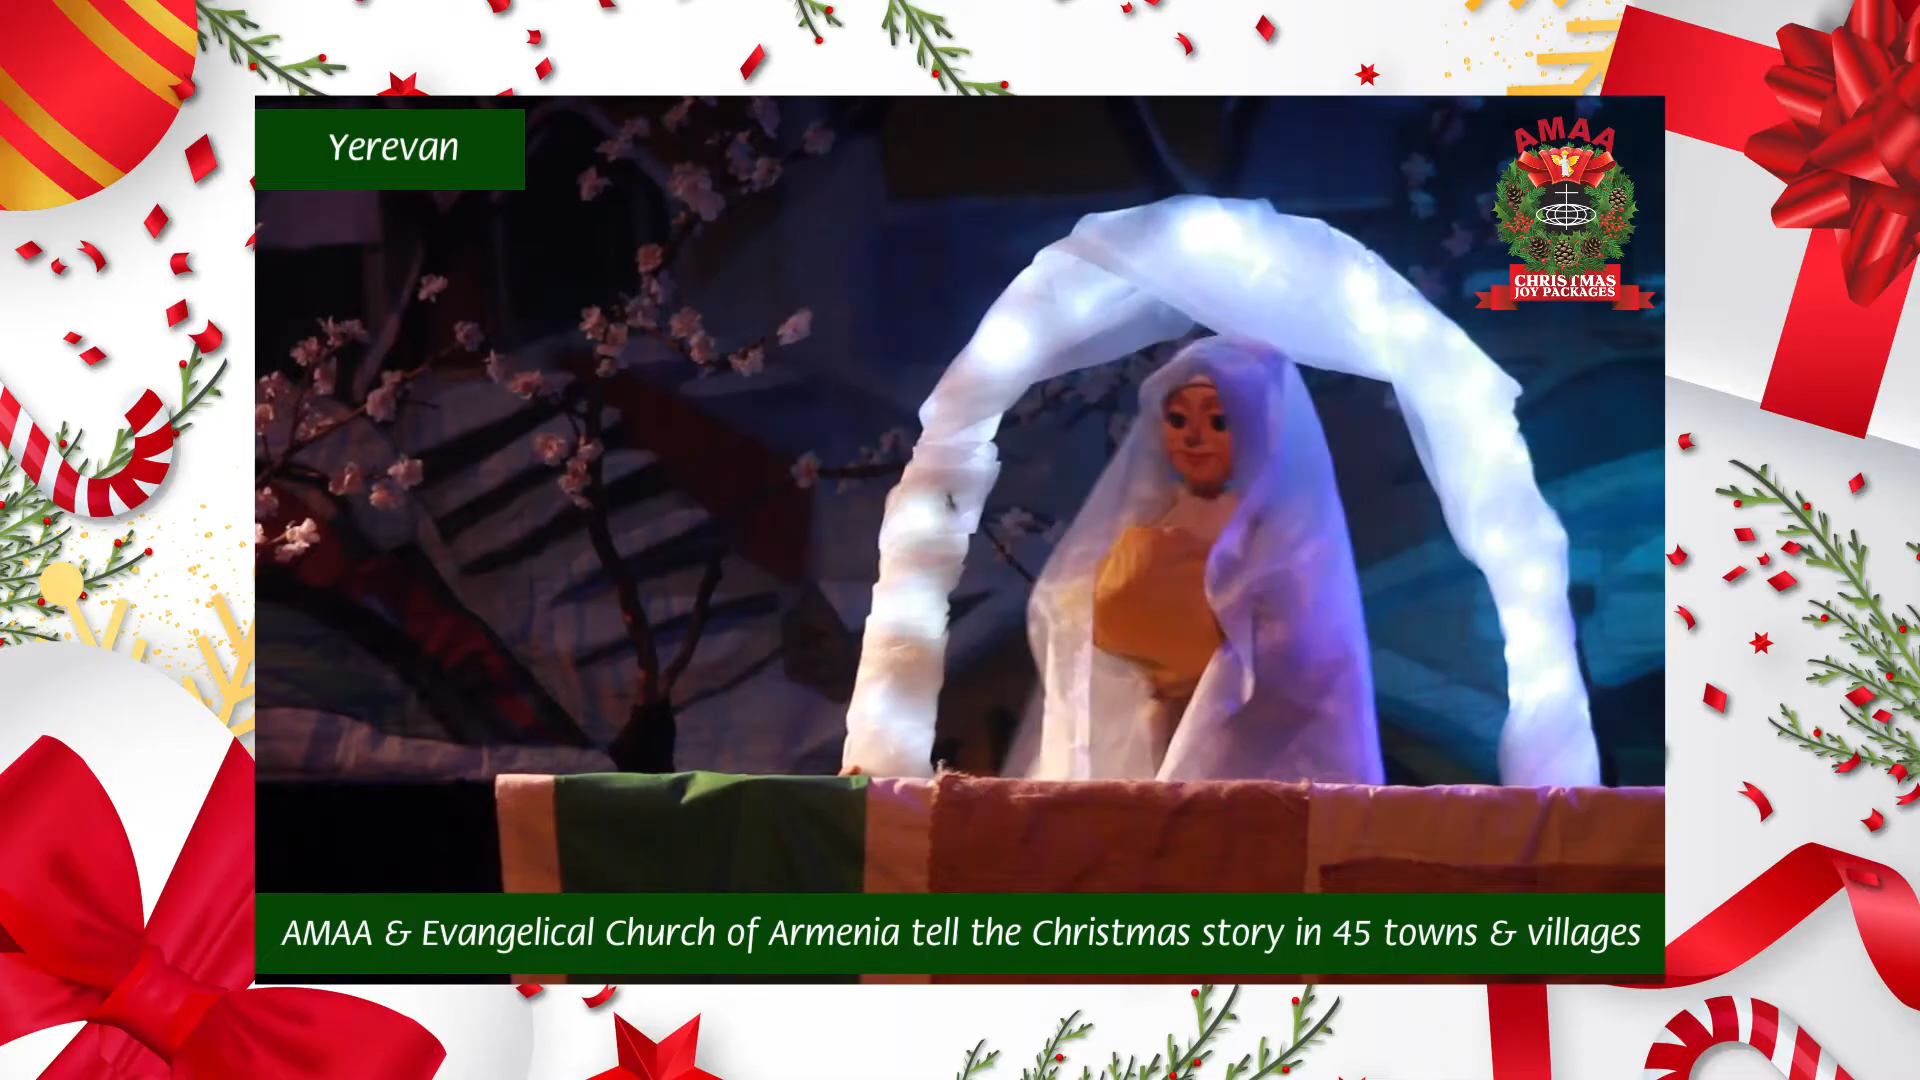 Yerevan
AMAA
CHRISTMAS
JOY PACKAGES
AMAA & Evangelical Church of Armenia tell the Christmas story in 45 towns & villages